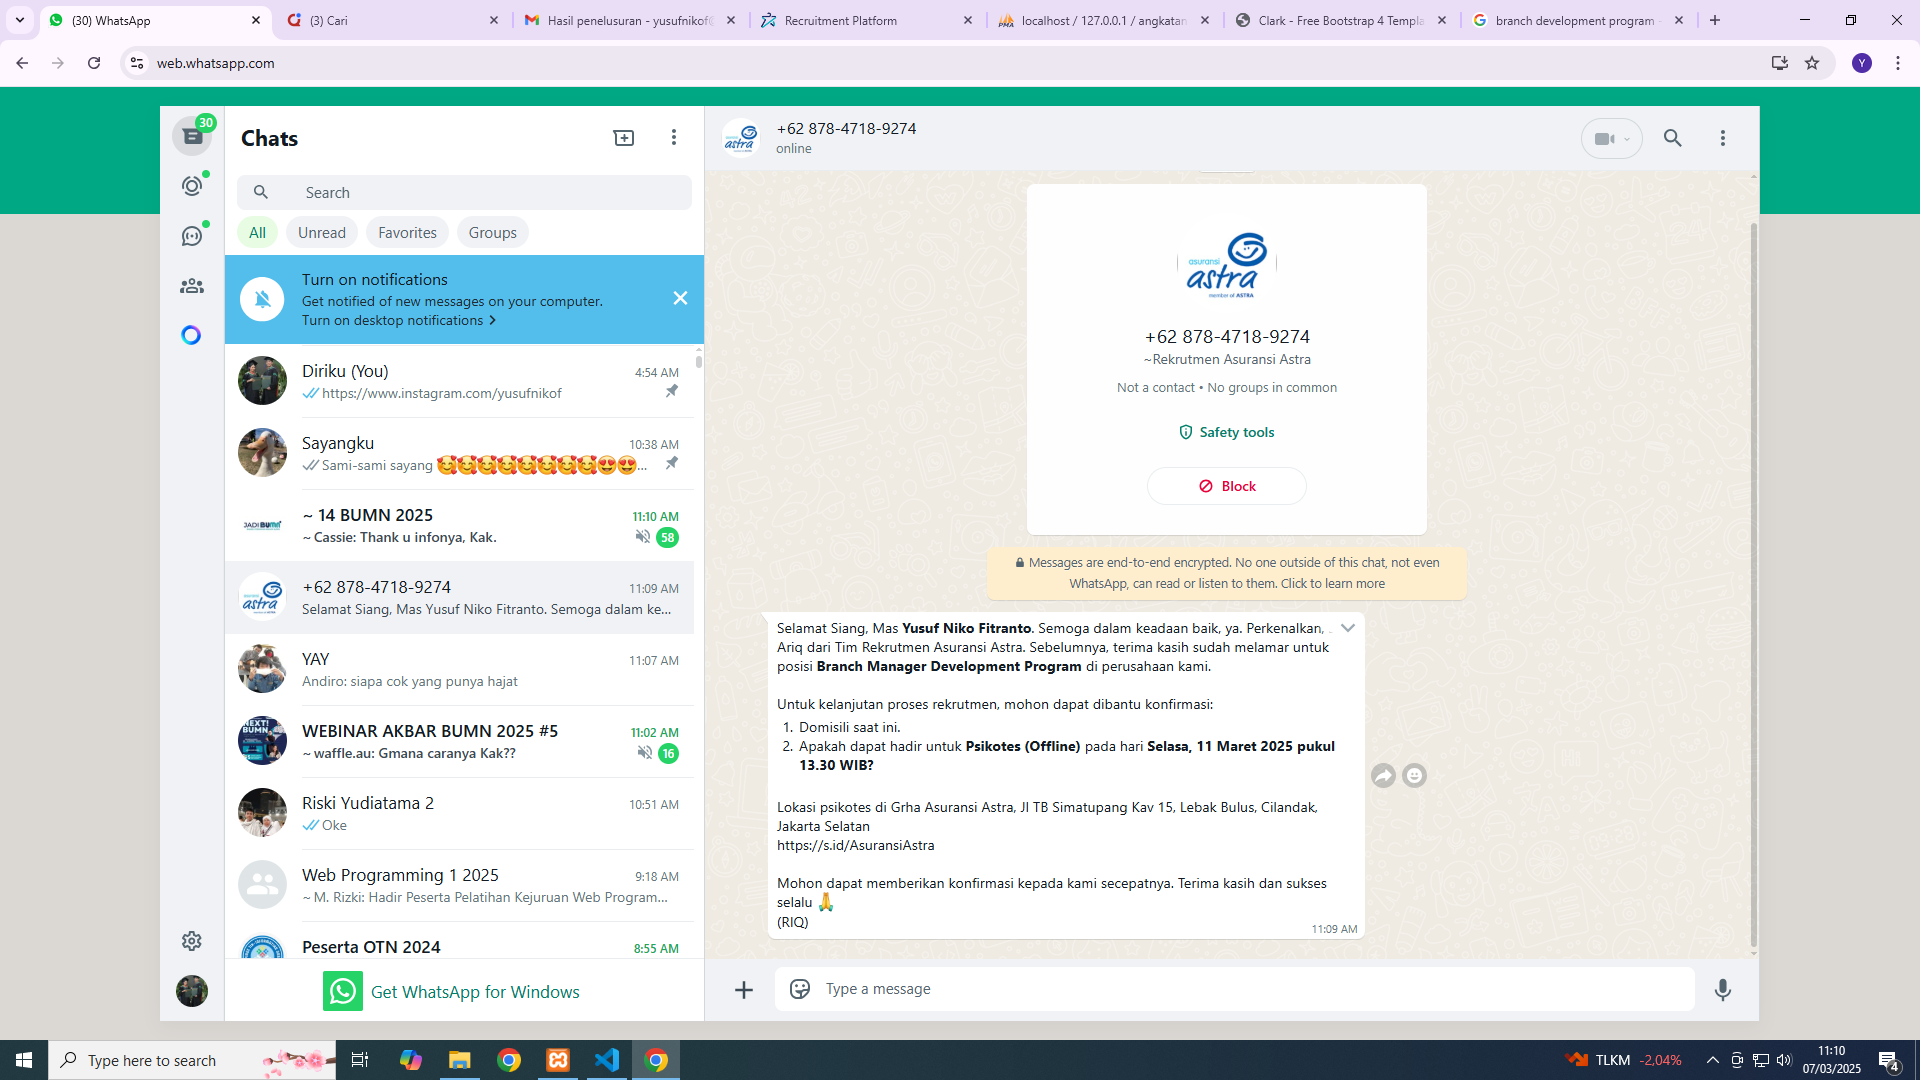 (30) WhatsApp
(3) Cari
Hasil penelusuran - yusufnikof@
Recruitment Platform
localhost / 127.0.0.1 / angkatan
Clark - Free Bootstrap 4 Templa
branch development program -
web.whatsapp.com
Y
30
Chats
Search
All
Unread
Favorites
Groups
Turn on notifications
Get notified of new messages on your computer.
Turn on desktop notifications >
Diriku (You)
4:54 AM
https://www.instagram.com/yusufnikof
Sayangku
10:38 AM
Sami-sami sayang 🥰🥰🥰🥰🥰🥰🥰🥰😍😍...
JADI BUMN
~ 14 BUMN 2025
11:10 AM
~ Cassie: Thank u infonya, Kak.
58
asuransi
astra
+62 878-4718-9274
11:09 AM
Selamat Siang, Mas Yusuf Niko Fitranto. Semoga dalam ke...
YAY
11:07 AM
Andiro: siapa cok yang punya hajat
NEXT!
BUMN
WEBINAR AKBAR BUMN 2025 #5
11:02 AM
~ waffle.au: Gmana caranya Kak??
16
Riski Yudiatama 2
10:51 AM
Oke
Web Programming 1 2025
9:18 AM
~ M. Rizki: Hadir Peserta Pelatihan Kejuruan Web Program...
Peserta OTN 2024
8:55 AM
Get WhatsApp for Windows
asuransi
astra
+62 878-4718-9274
online
asuransi
astra
member of ASTRA
+62 878-4718-9274
~Rekrutmen Asuransi Astra
Not a contact • No groups in common
Safety tools
Block
Messages are end-to-end encrypted. No one outside of this chat, not even
WhatsApp, can read or listen to them. Click to learn more
Selamat Siang, Mas Yusuf Niko Fitranto. Semoga dalam keadaan baik, ya. Perkenalkan,
Ariq dari Tim Rekrutmen Asuransi Astra. Sebelumnya, terima kasih sudah melamar untuk
posisi Branch Manager Development Program di perusahaan kami.
Untuk kelanjutan proses rekrutmen, mohon dapat dibantu konfirmasi:
1. Domisili saat ini.
2. Apakah dapat hadir untuk Psikotes (Offline) pada hari Selasa, 11 Maret 2025 pukul
13.30 WIB?
Lokasi psikotes di Grha Asuransi Astra, Jl TB Simatupang Kav 15, Lebak Bulus, Cilandak,
Jakarta Selatan
https://s.id/AsuransiAstra
Mohon dapat memberikan konfirmasi kepada kami secepatnya. Terima kasih dan sukses
selalu 🙏
(RIQ)
11:09 AM
Type a message
Type here to search
TLKM -2,04%
11:10
07/03/2025
4